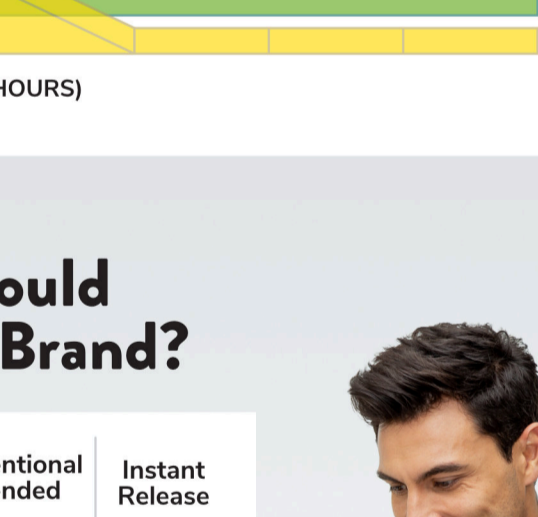 HOURS)
ould
Brand?
ntional
nded
Instant
Release